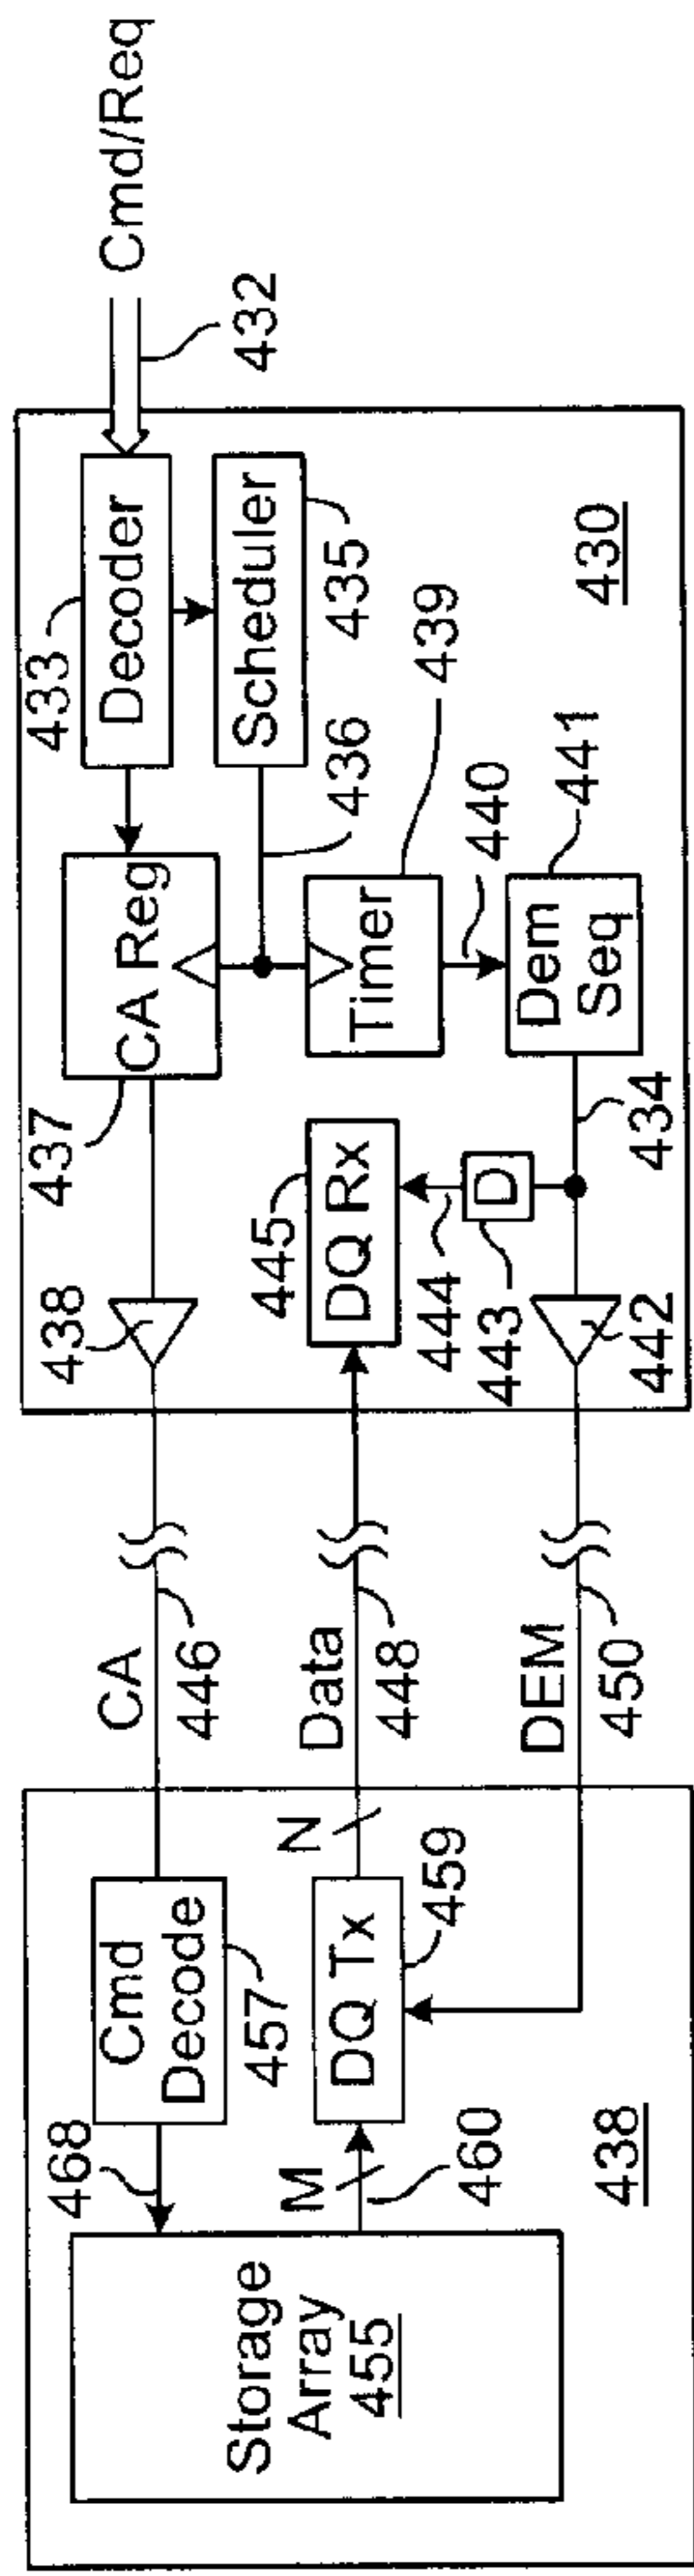 Cmd/Req
432
433
Decoder
Scheduler
435
436
CA Reg
437
438
Timer
439
440
Dem
Seq
441
434
430
DQ Rx
445
444
D
443
442
CA
446
Data
448
DEM
450
Cmd
Decode
457
468
N
DQ Tx
459
M
460
Storage
Array
455
438